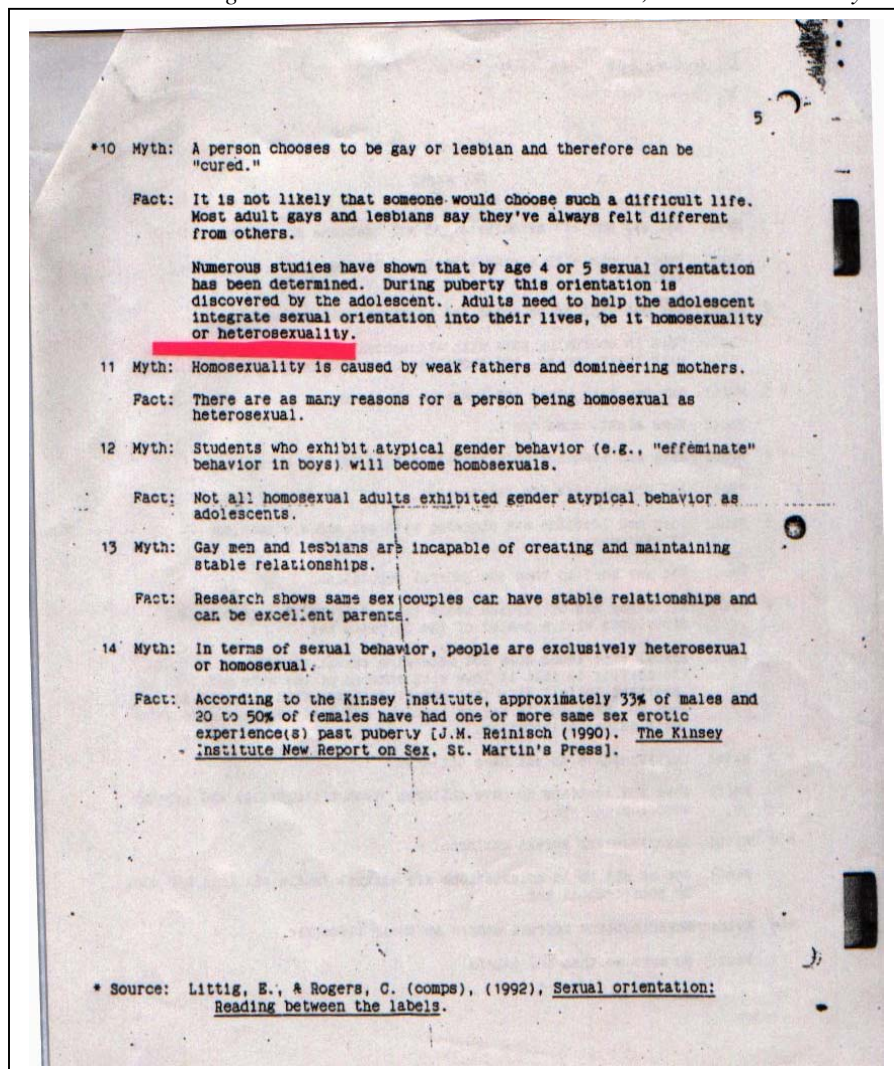 5
*10 Myth: A person chooses to be gay or lesbian and therefore can be
"cured."
Fact: It is not likely that someone would choose such a difficult life.
Most adult gays and lesbians say they've always felt different
from others.
Numerous studies have shown that by age 4 or 5 sexual orientation
has been determined. During puberty this orientation is
discovered by the adolescent. Adults need to help the adolescent
integrate sexual orientation into their lives, be it homosexuality
or heterosexuality.
11 Myth: Homosexuality is caused by weak fathers and domineering mothers.
Fact: There are as many reasons for a person being homosexual as
heterosexual.
12 Myth: Students who exhibit atypical gender behavior (e.g., "effeminate"
behavior in boys) will become homosexuals.
Fact: Not all homosexual adults exhibited gender atypical behavior as
adolescents.
13 Myth: Gay men and lesbians are incapable of creating and maintaining
stable relationships.
Fact: Research shows same sex couples can have stable relationships and
can be excellent parents.
14 Myth: In terms of sexual behavior, people are exclusively heterosexual
or homosexual.
Fact: According to the Kinsey Institute, approximately 33% of males and
20 to 50% of females have had one or more same sex erotic
experience(s) past puberty [J.M. Reinisch (1990). The Kinsey
Institute New Report on Sex, St. Martin's Press].
* Source: Littig, E., & Rogers, C. (comps), (1992), Sexual orientation:
Reading between the labels.